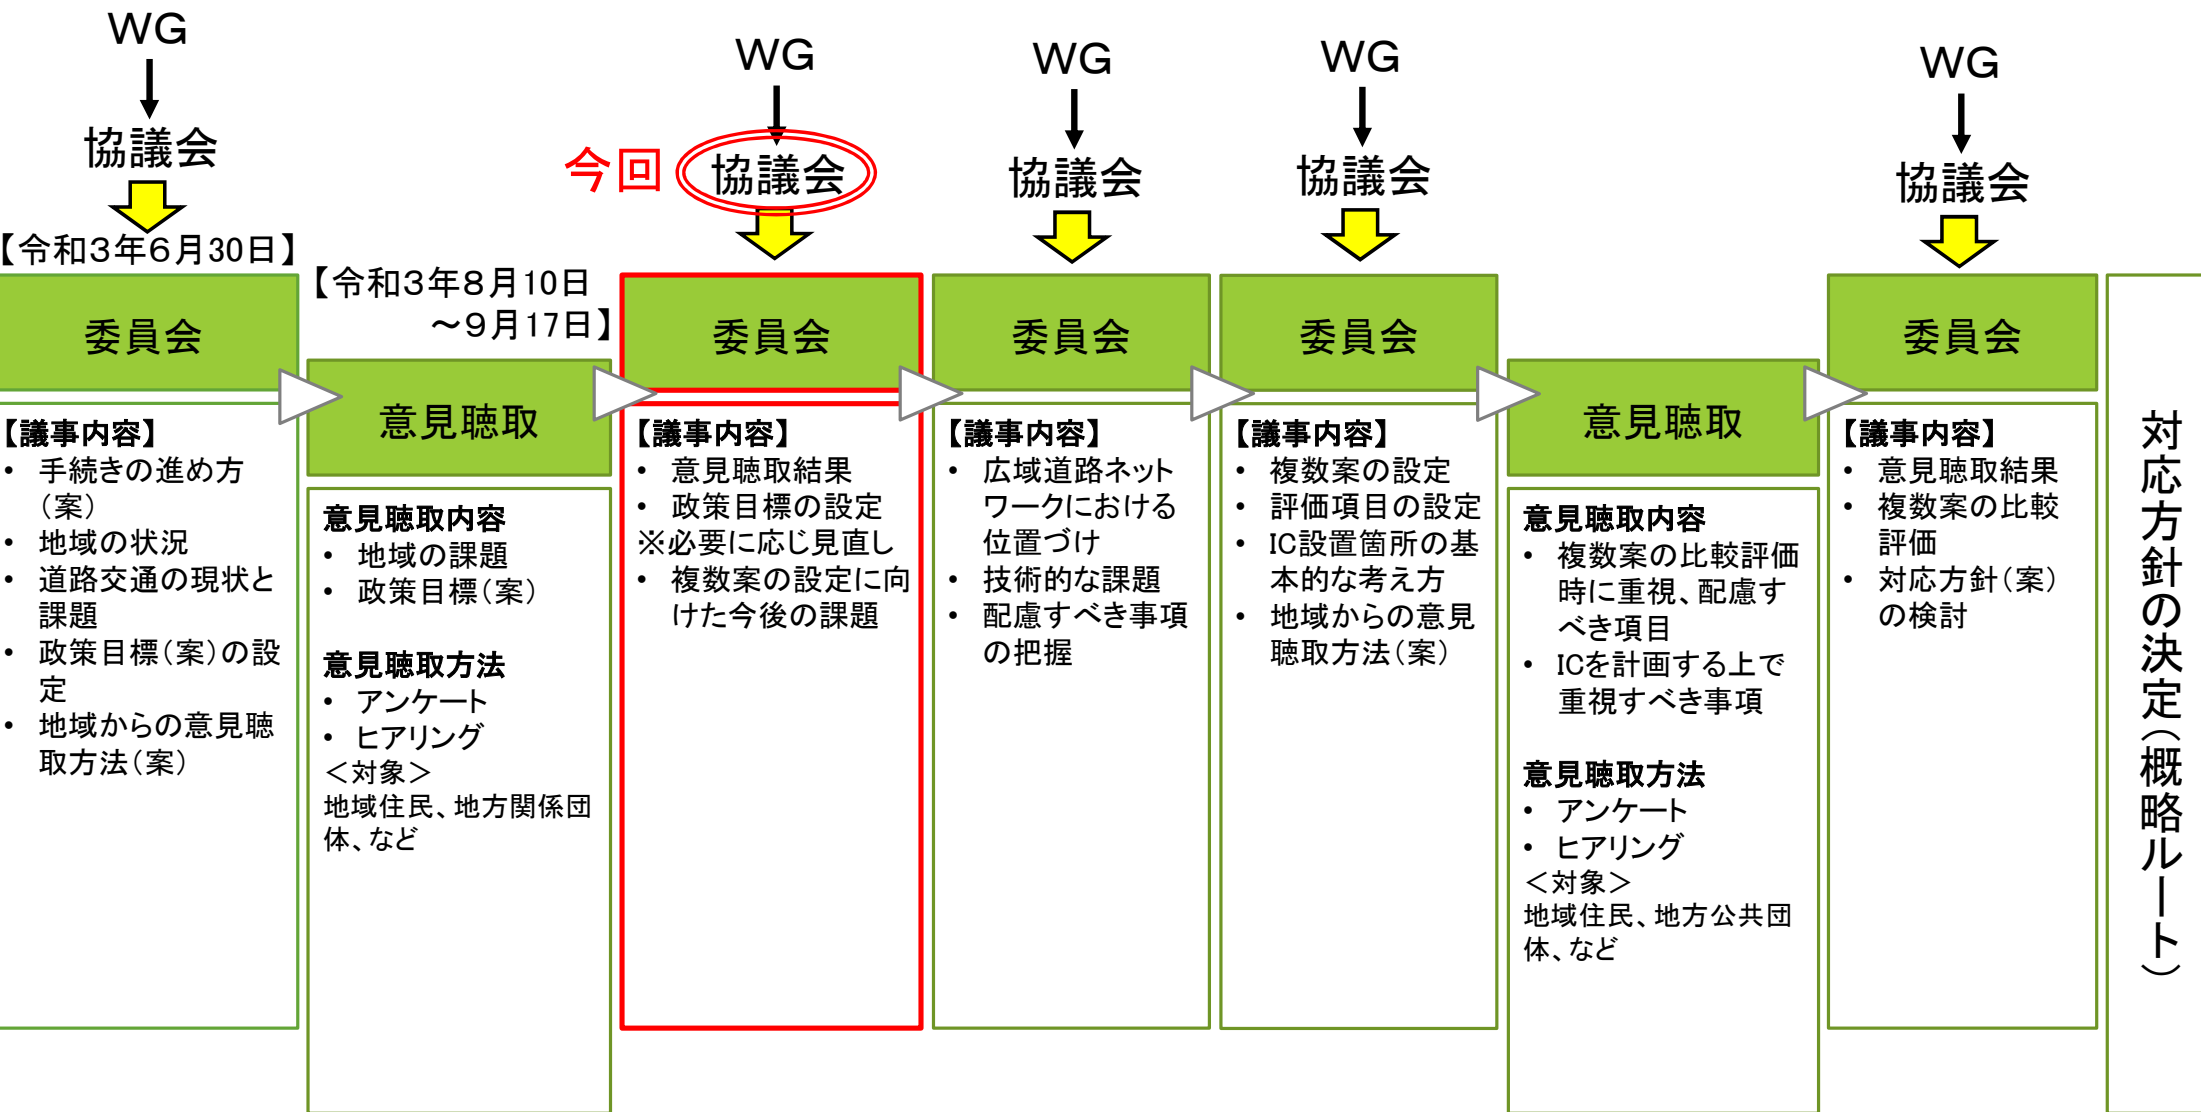 WG
協議会
【令和3年6月30日】
委員会
【議事内容】
• 手続きの進め方
（案）
• 地域の状況
• 道路交通の現状と
課題
• 政策目標（案）の設
定
• 地域からの意見聴
取方法（案）
【令和3年8月10日
～9月17日】
意見聴取
意見聴取内容
• 地域の課題
• 政策目標（案）
意見聴取方法
• アンケート
• ヒアリング
＜対象＞
地域住民、地方関係団
体、など
WG
今回
協議会
委員会
【議事内容】
• 意見聴取結果
• 政策目標の設定
※必要に応じ見直し
• 複数案の設定に向
けた今後の課題
WG
協議会
委員会
【議事内容】
• 広域道路ネット
ワークにおける
位置づけ
• 技術的な課題
• 配慮すべき事項
の把握
WG
協議会
委員会
【議事内容】
• 複数案の設定
• 評価項目の設定
• IC設置箇所の基
本的な考え方
• 地域からの意見
聴取方法（案）
意見聴取
意見聴取内容
• 複数案の比較評価
時に重視、配慮す
べき項目
• ICを計画する上で
重視すべき事項
意見聴取方法
• アンケート
• ヒアリング
＜対象＞
地域住民、地方公共団
体、など
WG
協議会
委員会
【議事内容】
• 意見聴取結果
• 複数案の比較
評価
• 対応方針（案）
の検討
対応方針の決定（概略ルート）